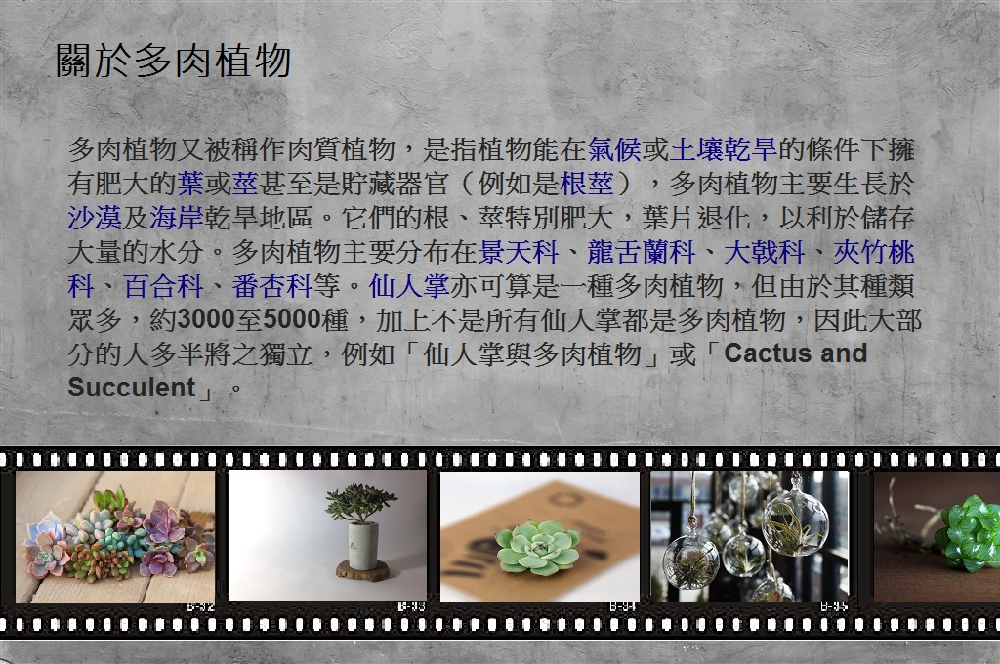 關於多肉植物
多肉植物又被稱作肉質植物，是指植物能在氣候或土壤乾旱的條件下擁
有肥大的葉或莖甚至是貯藏器官（例如是根莖），多肉植物主要生長於
沙漠及海岸乾旱地區。它們的根、莖特別肥大，葉片退化，以利於儲存
大量的水分。多肉植物主要分布在景天科、龍舌蘭科、大戟科、夾竹桃
科、百合科、番杏科等。仙人掌亦可算是一種多肉植物，但由於其種類
眾多，約3000至5000種，加上不是所有仙人掌都是多肉植物，因此大部
分的人多半將之獨立，例如「仙人掌與多肉植物」或「Cactus and
Succulent」。
B-92
B-93
B-94
B-95